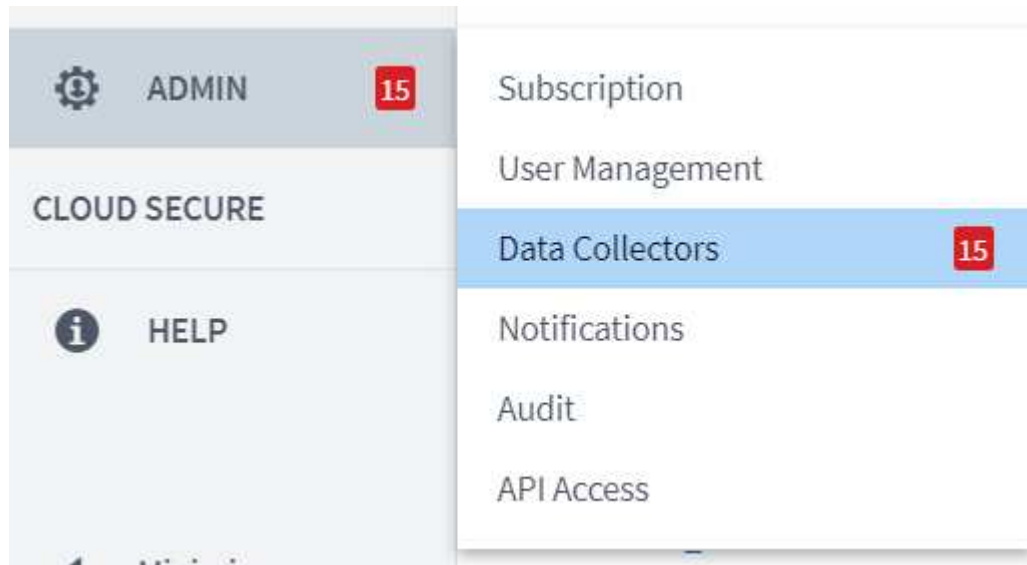 ADMIN 15
CLOUD SECURE
HELP
Subscription
User Management
Data Collectors 15
Notifications
Audit
API Access